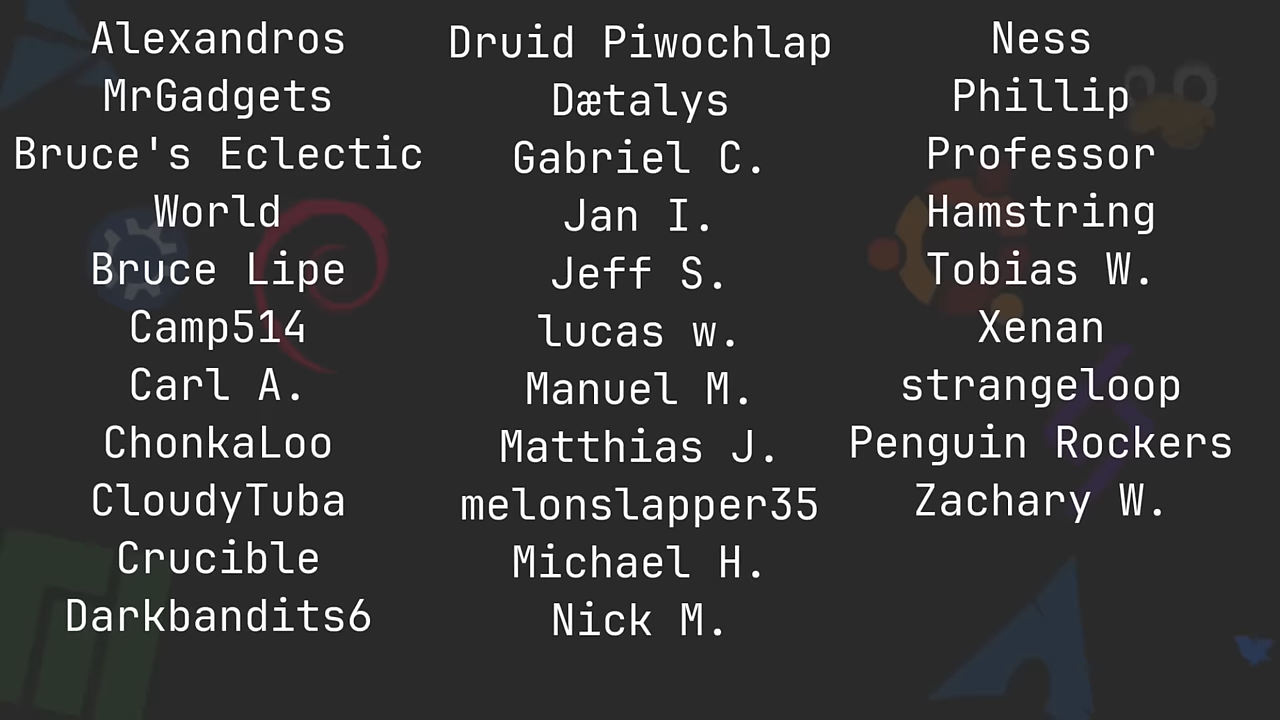 Alexandros
MrGadgets
Bruce's Eclectic
World
Bruce Lipe
Camp514
Carl A.
ChonkaLoo
CloudyTuba
Crucible
Darkbandits6
Druid Piwochlap
Dætalys
Gabriel C.
Jan I.
Jeff S.
lucas w.
Manuel M.
Matthias J.
melonslapper35
Michael H.
Nick M.
Ness
Phillip
Professor
Hamstring
Tobias W.
Xenan
strangeloop
Penguin Rockers
Zachary W.